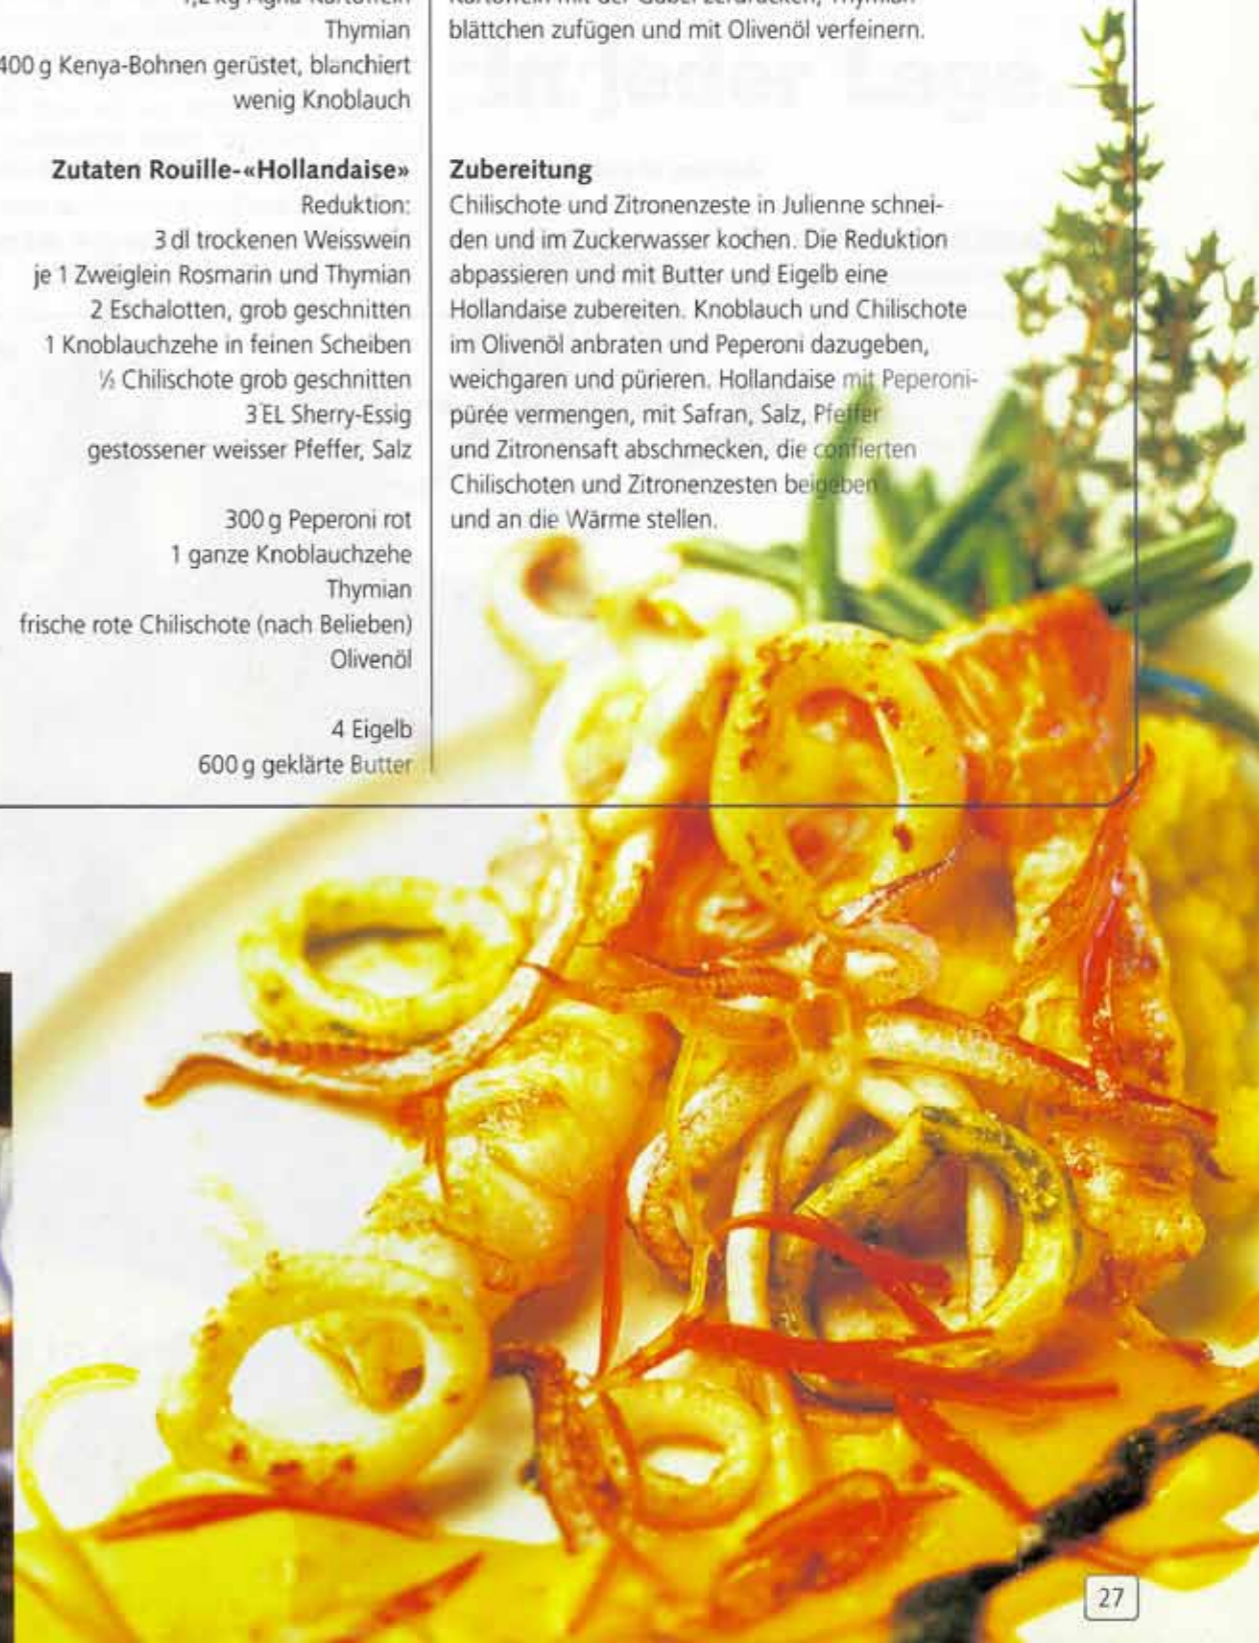 Thymian
400 g Kenya-Bohnen gerüstet, blanchiert
wenig Knoblauch
blättchen zufügen und mit Olivenöl verfeinern.
Zutaten Rouille-«Hollandaise»
Reduktion:
3 dl trockenen Weisswein
je 1 Zweiglein Rosmarin und Thymian
2 Eschalotten, grob geschnitten
1 Knoblauchzehe in feinen Scheiben
Chilischote grob geschnitten
3 EL Sherry-Essig
gestossener weisser Pfeffer, Salz
300 g Peperoni rot
1 ganze Knoblauchzehe
Thymian
frische rote Chilischote (nach Belieben)
Olivenöl
4 Eigelb
600 g geklärte Butter
Zubereitung
Chilischote und Zitronenzeste in Julienne schnei-
den und im Zuckerwasser kochen. Die Reduktion
abpassieren und mit Butter und Eigelb eine
Hollandaise zubereiten. Knoblauch und Chilischote
im Olivenöl anbraten und Peperoni dazugeben,
weichgaren und pürieren. Hollandaise mit Peperoni-
pürée vermengen, mit Safran, Salz, Pfeffer
und Zitronensaft abschmecken, die confierten
Chilischoten und Zitronenzesten beigeben
und an die Wärme stellen.
27